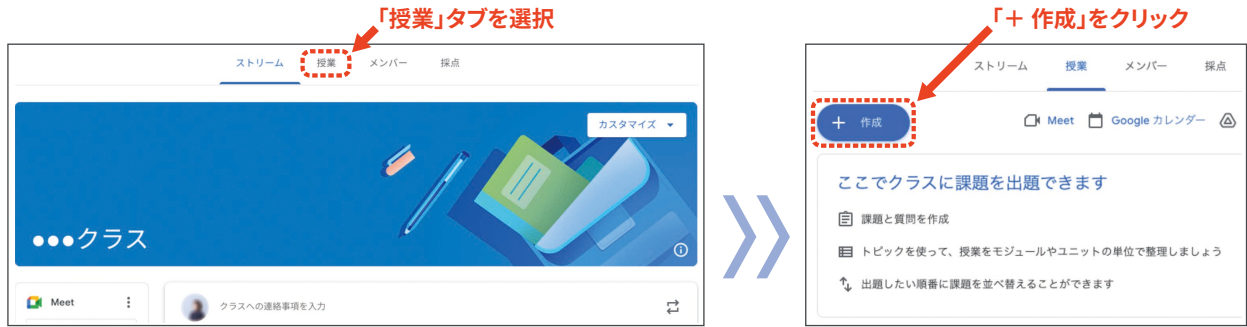 「授業」タブを選択
ストリーム 授業 メンバー 採点
カスタマイズ
●●●クラス
Meet
クラスへの連絡事項を入力
「＋ 作成」をクリック
ストリーム 授業 メンバー 採点
＋ 作成
Meet Google カレンダー
ここでクラスに課題を出題できます
課題と質問を作成
トピックを使って、授業をモジュールやユニットの単位で整理しましょう
出題したい順番に課題を並べ替えることができます